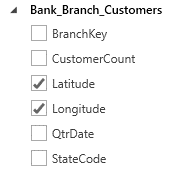 Bank_Branch_Customers
BranchKey
CustomerCount
Latitude
Longitude
QtrDate
StateCode